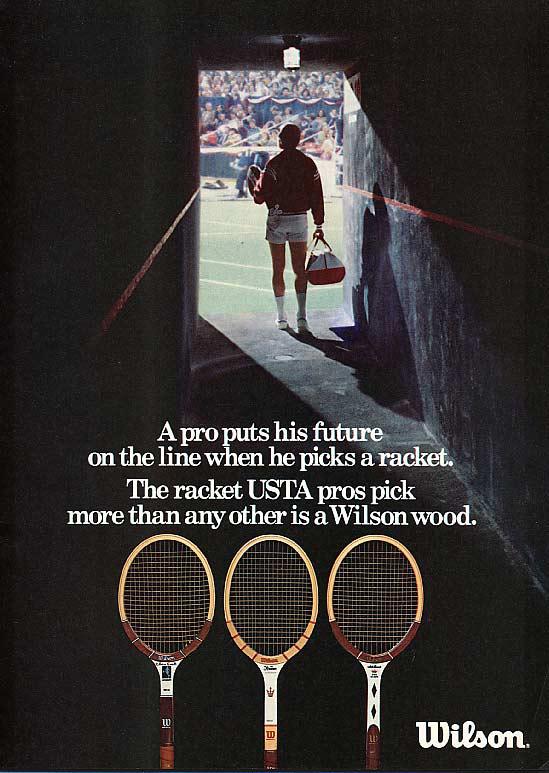 A pro puts his future
on the line when he picks a racket.
The racket USTA pros pick
more than any other is a Wilson wood.
Wilson
W
W
W
Wilson.